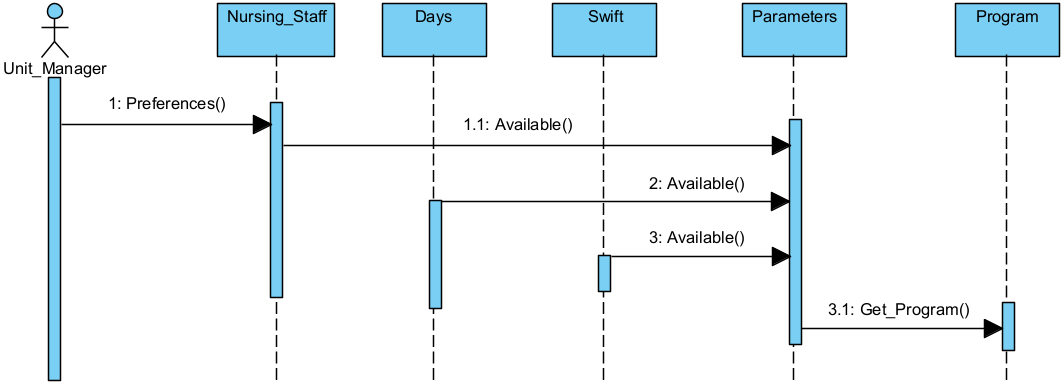 Nursing_Staff
Days
Swift
Parameters
Program
Unit_Manager
1: Preferences()
1.1: Available()
2: Available()
3: Available()
3.1: Get_Program()